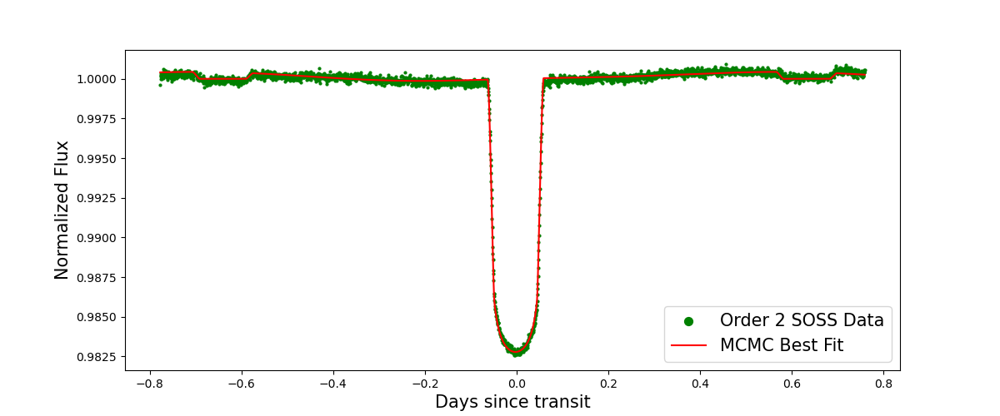 1.0000
0.9975
0.9950
0.9925
0.9900
0.9875
0.9850
0.9825
Normalized Flux
−0.8 −0.6 −0.4 −0.2 0.0 0.2 0.4 0.6 0.8
Days since transit
Order 2 SOSS Data
MCMC Best Fit